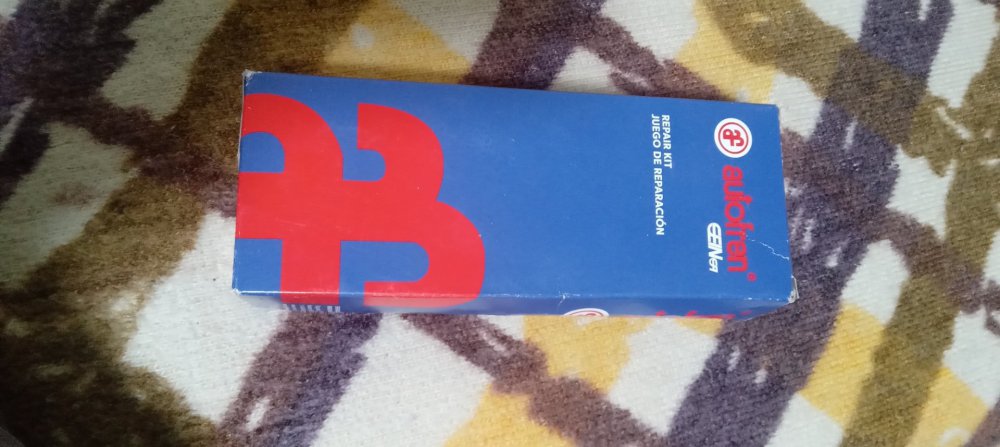 autofren®
SEINSA
REPAIR KIT
JUEGO DE REPARACIÓN